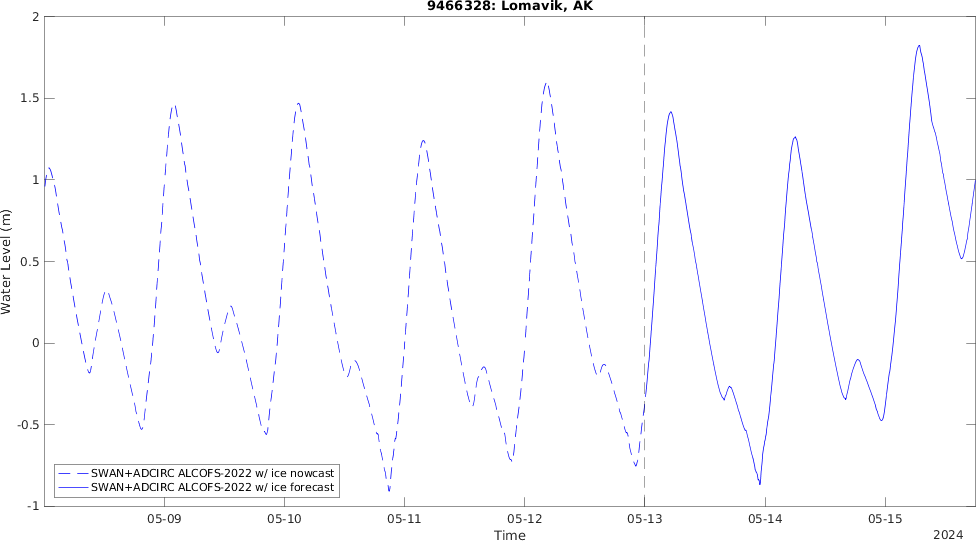 9466328: Lomavik, AK
2
1.5
1
0.5
0
-0.5
-1
Water Level (m)
SWAN+ADCIRC ALCOFS-2022 w/ ice nowcast
SWAN+ADCIRC ALCOFS-2022 w/ ice forecast
05-09 05-10 05-11 05-12 05-13 05-14 05-15
Time
2024